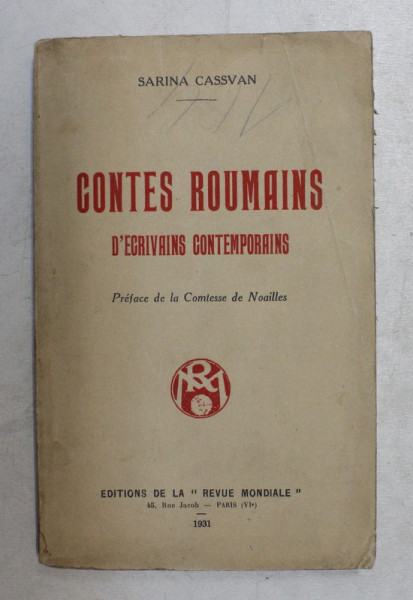 SARINA CASSVAN
CONTES ROUMAINS
D'ECRIVAINS CONTEMPORAINS
Préface de la Comtesse de Noailles
EDITIONS DE LA " REVUE MONDIALE "
45, Rue Jacob — PARIS (VIe)
1931